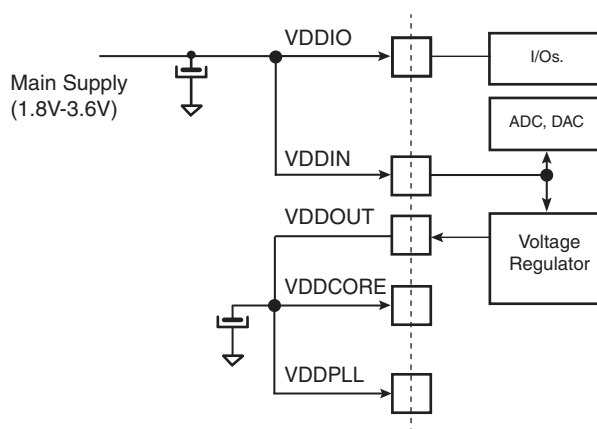 VDDIO
I/Os.
Main Supply
(1.8V-3.6V)
ADC, DAC
VDDIN
VDDOUT
Voltage
Regulator
VDDCORE
VDDPLL